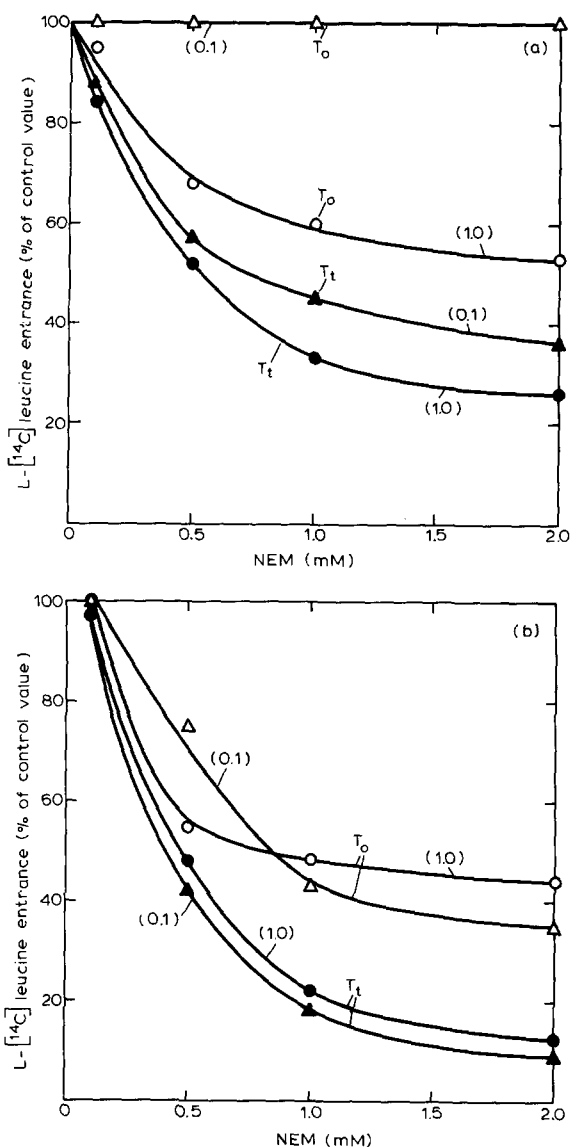 (a)
L-[¹⁴C] leucine entrance (% of control value)
100
80
60
40
20
(0.1)
To
To
(1.0)
Tt
(0.1)
Tt
(1.0)
0
0.5
1.0
1.5
2.0
NEM (mM)
(b)
L-[¹⁴C] leucine entrance (% of control value)
100
80
60
40
20
(0.1)
To
(1.0)
(0.1)
(1.0)
Tt
0
0.5
1.0
1.5
2.0
NEM (mM)